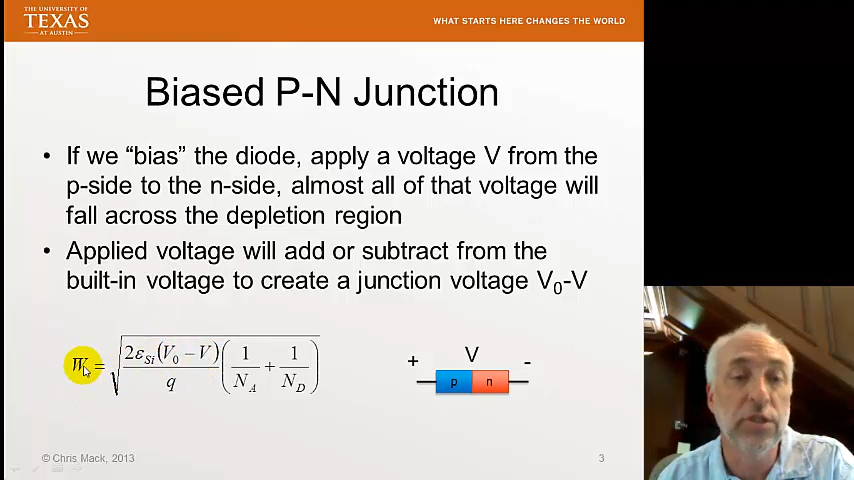 THE UNIVERSITY OF
TEXAS
AT AUSTIN
WHAT STARTS HERE CHANGES THE WORLD
Biased P-N Junction
• If we “bias” the diode, apply a voltage V from the
p-side to the n-side, almost all of that voltage will
fall across the depletion region
• Applied voltage will add or subtract from the
built-in voltage to create a junction voltage V₀-V
W = √(2ε_Si(V₀ − V)/q (1/N_A + 1/N_D))
+ V -
p n
© Chris Mack, 2013
3